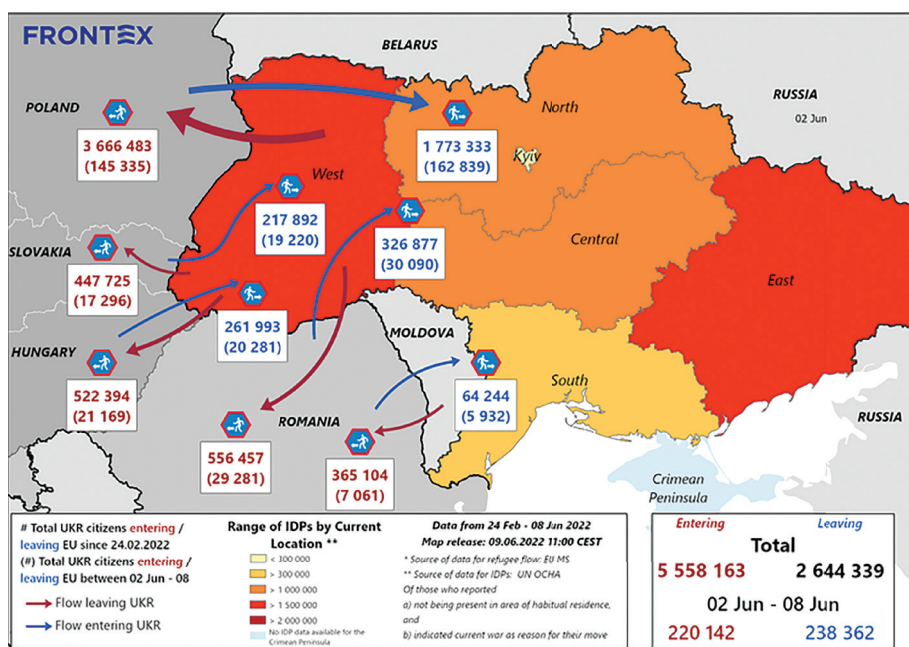 FRONTEX
BELARUS
POLAND
North
RUSSIA
02 Jun
3 666 483
(145 335)
1 773 333
(162 839)
Kyiv
West
217 892
(19 220)
326 877
(30 090)
Central
SLOVAKIA
447 725
(17 296)
East
261 993
(20 281)
MOLDOVA
HUNGARY
522 394
(21 169)
64 244
(5 932)
South
ROMANIA
RUSSIA
556 457
(29 281)
365 104
(7 061)
Crimean
Peninsula
# Total UKR citizens entering /
leaving EU since 24.02.2022
(#) Total UKR citizens entering /
leaving EU between 02 Jun - 08
Flow leaving UKR
Flow entering UKR
Range of IDPs by Current
Location **
< 300 000
> 300 000
> 1 000 000
> 1 500 000
> 2 000 000
No IDP data available for the
Crimean Peninsula
Data from 24 Feb - 08 Jun 2022
Map release: 09.06.2022 11:00 CEST
* Source of data for refugee flow: EU MS
** Source of data for IDPs: UN OCHA
Of those who reported
a) not being present in area of habitual residence,
and
b) indicated current war as reason for their move
Entering Leaving
Total
5 558 163 2 644 339
02 Jun - 08 Jun
220 142 238 362